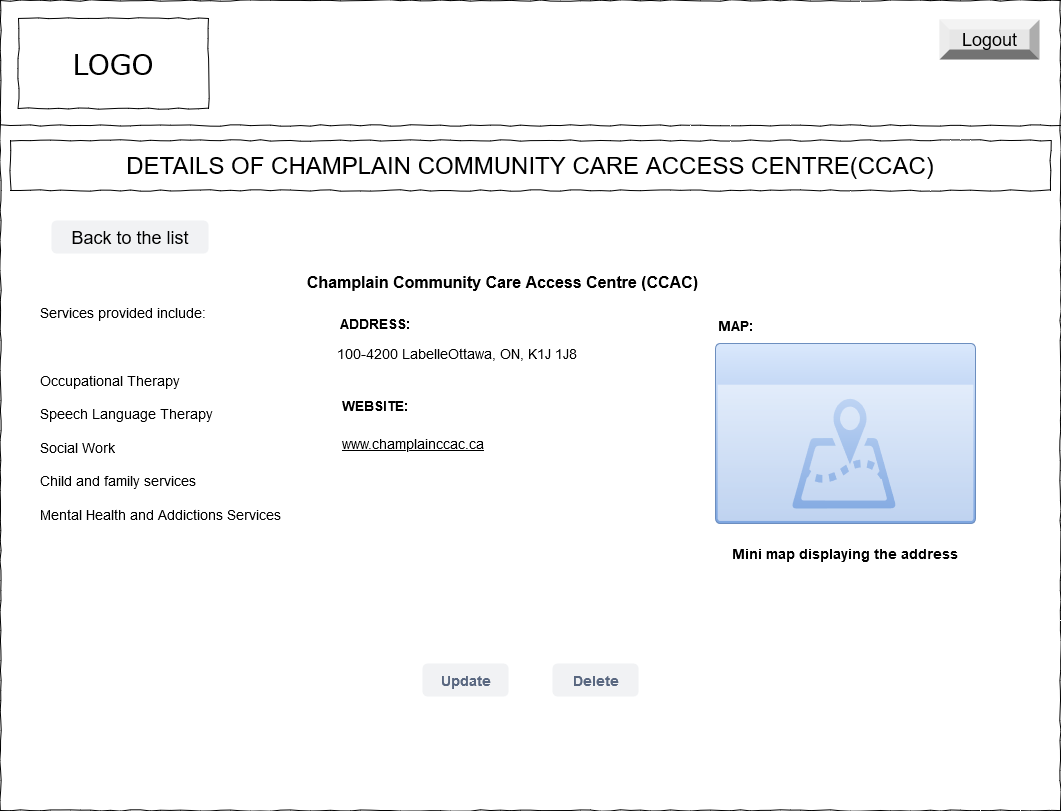 LOGO
Logout
DETAILS OF CHAMPLAIN COMMUNITY CARE ACCESS CENTRE(CCAC)
Back to the list
Champlain Community Care Access Centre (CCAC)
Services provided include:
Occupational Therapy
Speech Language Therapy
Social Work
Child and family services
Mental Health and Addictions Services
ADDRESS:
100-4200 LabelleOttawa, ON, K1J 1J8
WEBSITE:
www.champlainccac.ca
MAP:
Mini map displaying the address
Update
Delete